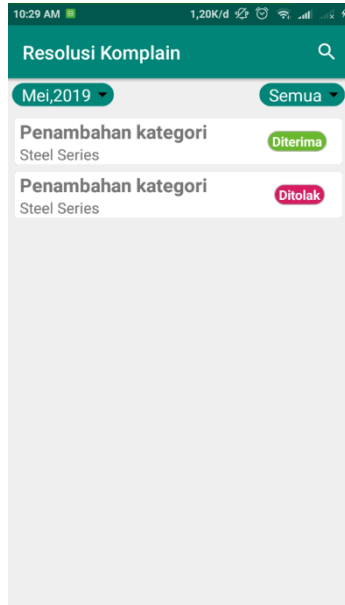 10:29 AM 1,20K/d
Resolusi Komplain
Mei,2019 Semua
Penambahan kategori
Diterima
Steel Series
Penambahan kategori
Ditolak
Steel Series